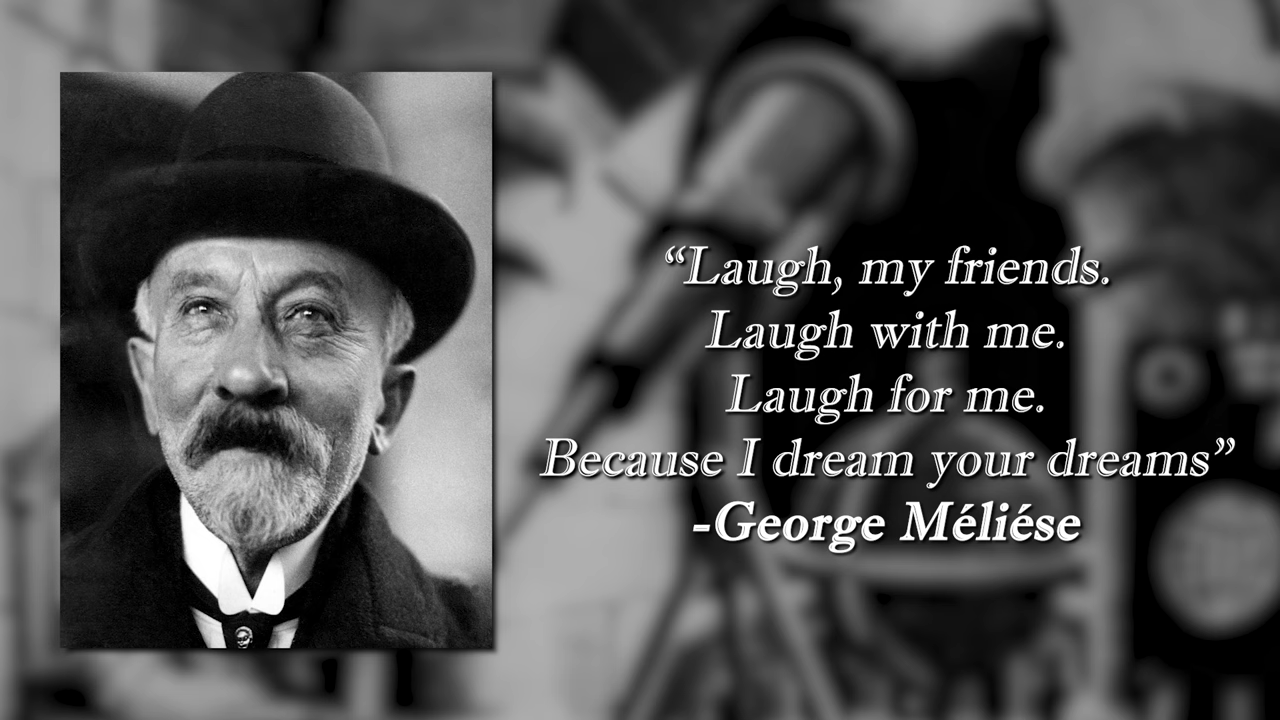 “Laugh, my friends.
Laugh with me.
Laugh for me.
Because I dream your dreams”
-George Méliése